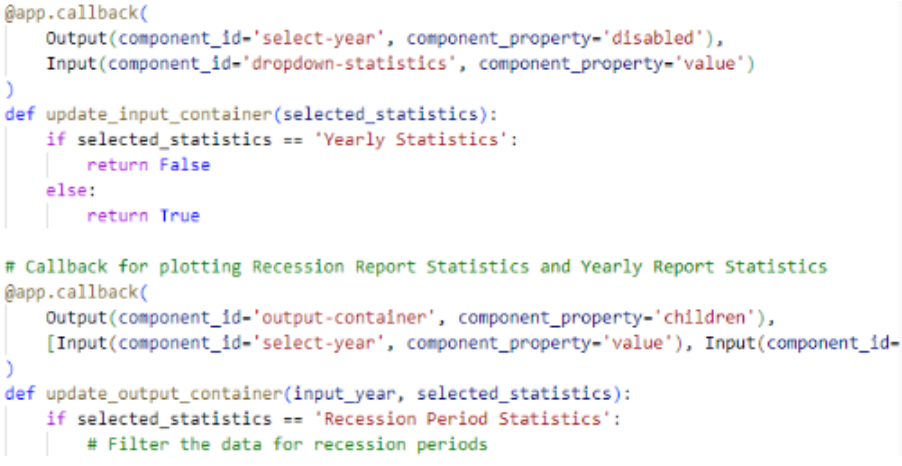 @app.callback(
    Output(component_id='select-year', component_property='disabled'),
    Input(component_id='dropdown-statistics', component_property='value')
)
def update_input_container(selected_statistics):
    if selected_statistics == 'Yearly Statistics':
        return False
    else:
        return True

# Callback for plotting Recession Report Statistics and Yearly Report Statistics
@app.callback(
    Output(component_id='output-container', component_property='children'),
    [Input(component_id='select-year', component_property='value'), Input(component_id=
)
def update_output_container(input_year, selected_statistics):
    if selected_statistics == 'Recession Period Statistics':
        # Filter the data for recession periods